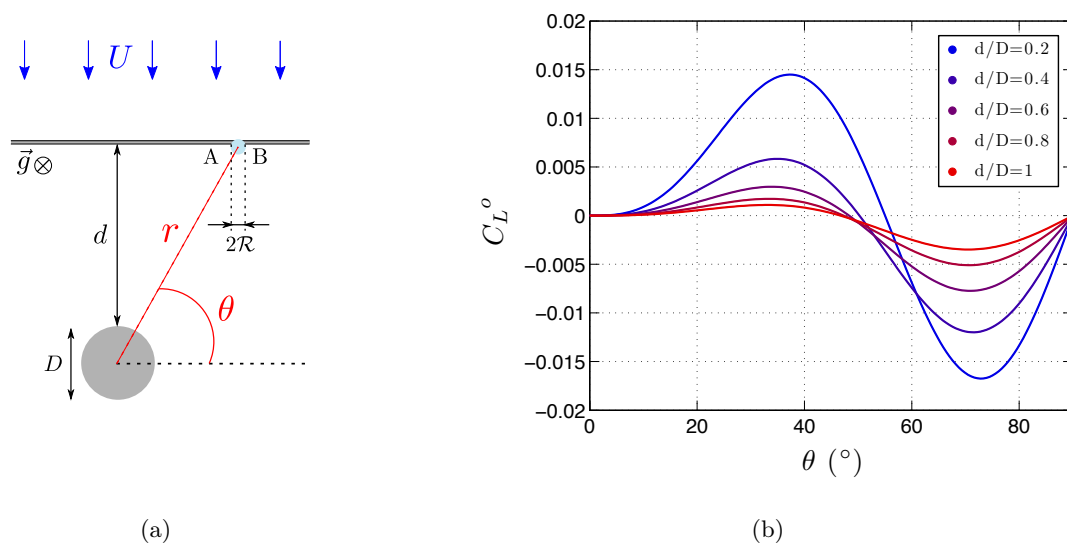 U
A B
g⃗⊗
d
r
2R
θ
D
(a)
0.02
0.015
0.01
0.005
0
−0.005
−0.01
−0.015
−0.02
C_L^o
0 20 40 60 80
θ (°)
d/D=0.2
d/D=0.4
d/D=0.6
d/D=0.8
d/D=1
(b)